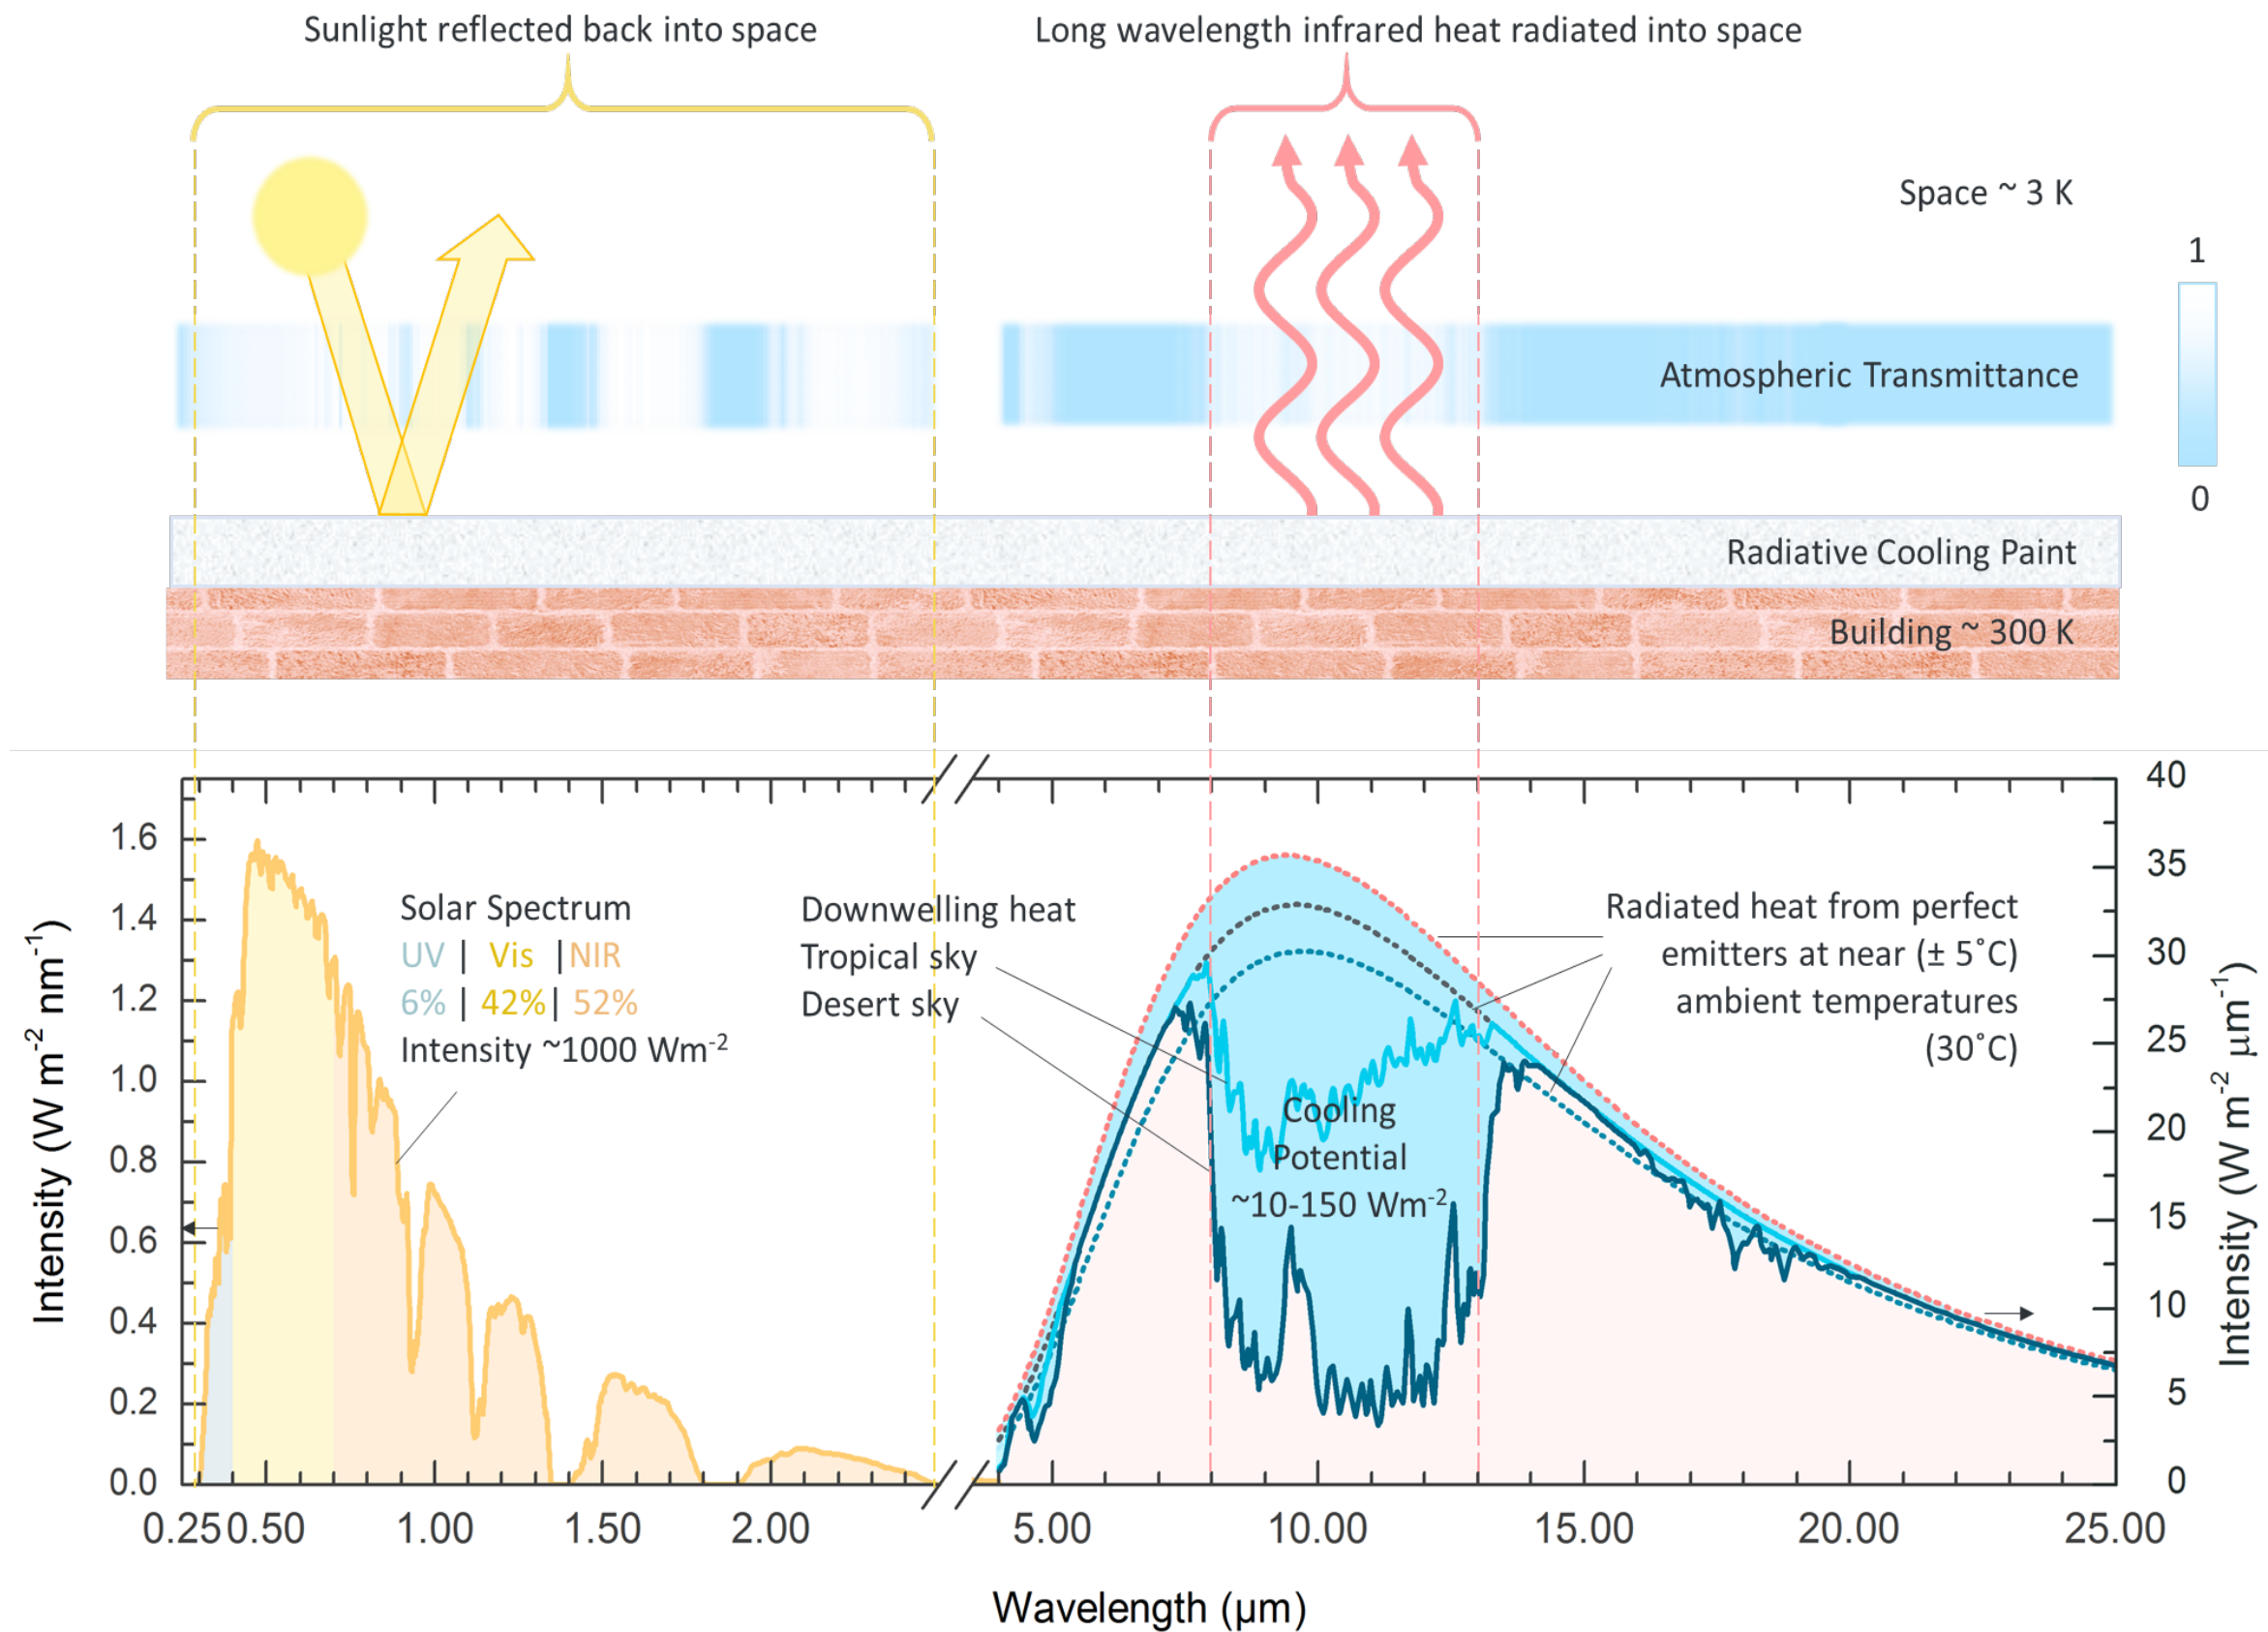 Sunlight reflected back into space
Long wavelength infrared heat radiated into space
Space ~ 3 K
1
Atmospheric Transmittance
0
Radiative Cooling Paint
Building ~ 300 K
40
1.6
35
Solar Spectrum
UV | Vis | NIR
6% | 42% | 52%
Intensity ~1000 Wm-2
Downwelling heat
Tropical sky
Desert sky
Radiated heat from perfect
emitters at near (± 5˚C)
ambient temperatures
(30˚C)
1.4
30
1.2
25
1.0
Cooling
Potential
~10-150 Wm-2
20
0.8
15
0.6
10
0.4
5
0.2
0
0.0
Intensity (W m-2 nm-1)
Intensity (W m-2 µm-1)
0.25 0.50 1.00 1.50 2.00 5.00 10.00 15.00 20.00 25.00
Wavelength (µm)